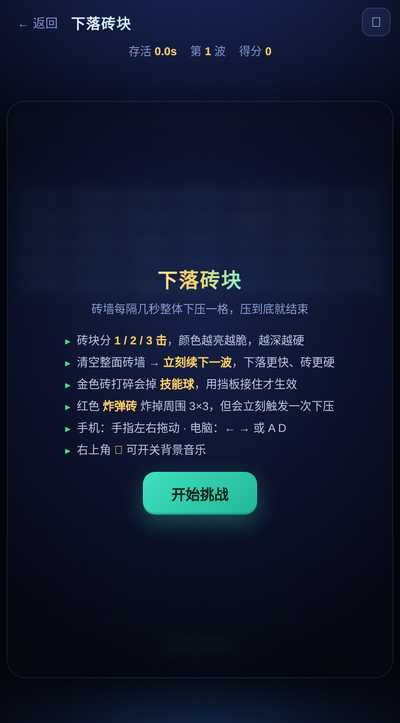 ← 返回 下落砖块
存活 0.0s 第 1 波 得分 0
下落砖块
砖墙每隔几秒整体下压一格，压到底就结束
▸ 砖块分 1 / 2 / 3 击，颜色越亮越脆，越深越硬
▸ 清空整面砖墙 → 立刻续下一波，下落更快、砖更硬
▸ 金色砖打碎会掉 技能球，用挡板接住才生效
▸ 红色 炸弹砖 炸掉周围 3×3，但会立刻触发一次下压
▸ 手机：手指左右拖动 · 电脑：← → 或 A D
▸ 右上角 可开关背景音乐
开始挑战